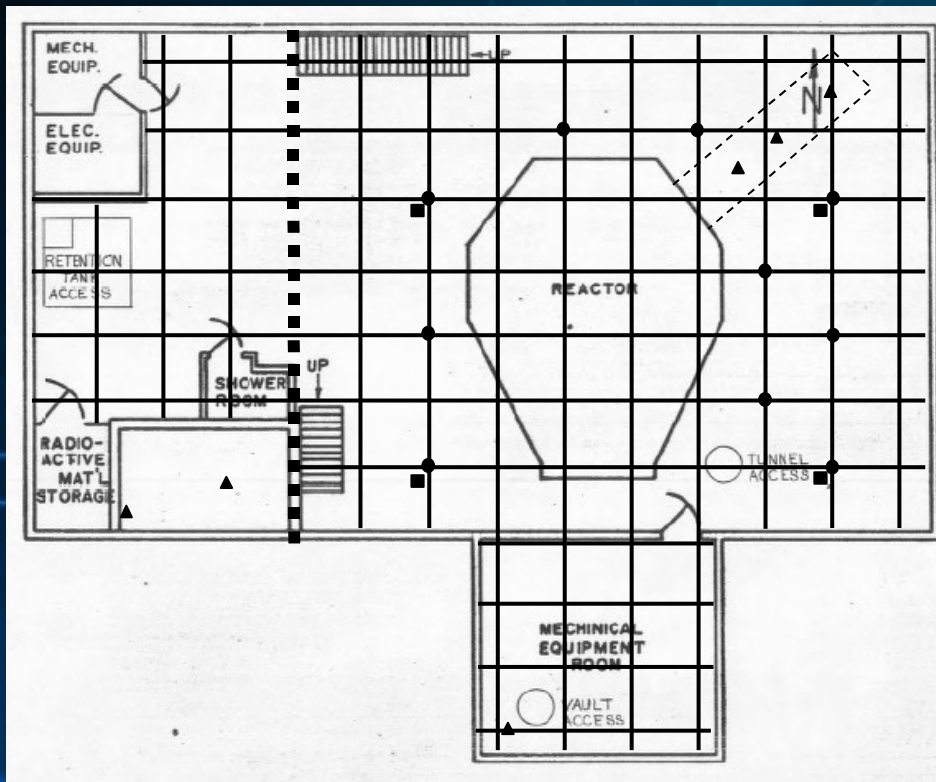 MECH.
EQUIP.
UP
N
ELEC.
EQUIP.
RETENTION
TANK
ACCESS
REACTOR
UP
SHOWER
ROOM
RADIO-
ACTIVE
MAT'L
STORAGE
TUNNEL
ACCESS
MECHINICAL
EQUIPMENT
ROOM
VAULT
ACCESS